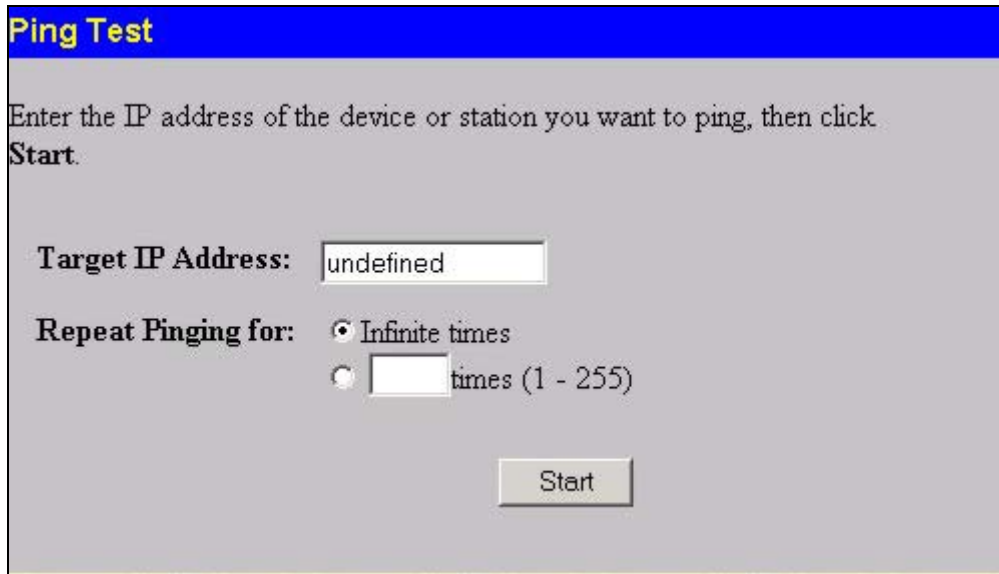 Ping Test
Enter the IP address of the device or station you want to ping, then click
Start.
Target IP Address: undefined
Repeat Pinging for: Infinite times
times (1 - 255)
Start